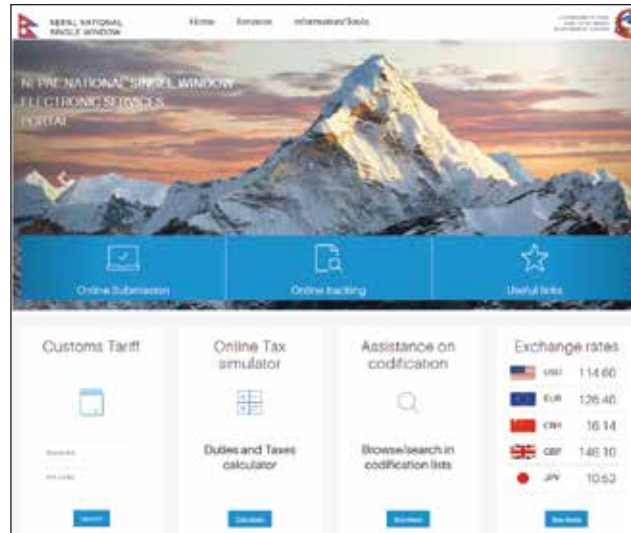 NEPAL NATIONAL
SINGLE WINDOW
Home Services Information/Tools
NEPAL NATIONAL SINGEL WINDOW
ELECTRONIC SERVICES
PORTAL
Online Submission
Online tracking
Useful links
Customs Tariff
Online Tax
simulator
Duties and Taxes
calculator
Assistance on
codification
Browse/search in
codification lists
Exchange rates
USD 114.60
EUR 126.40
16.14
GBP 146.10
JPY 10.63